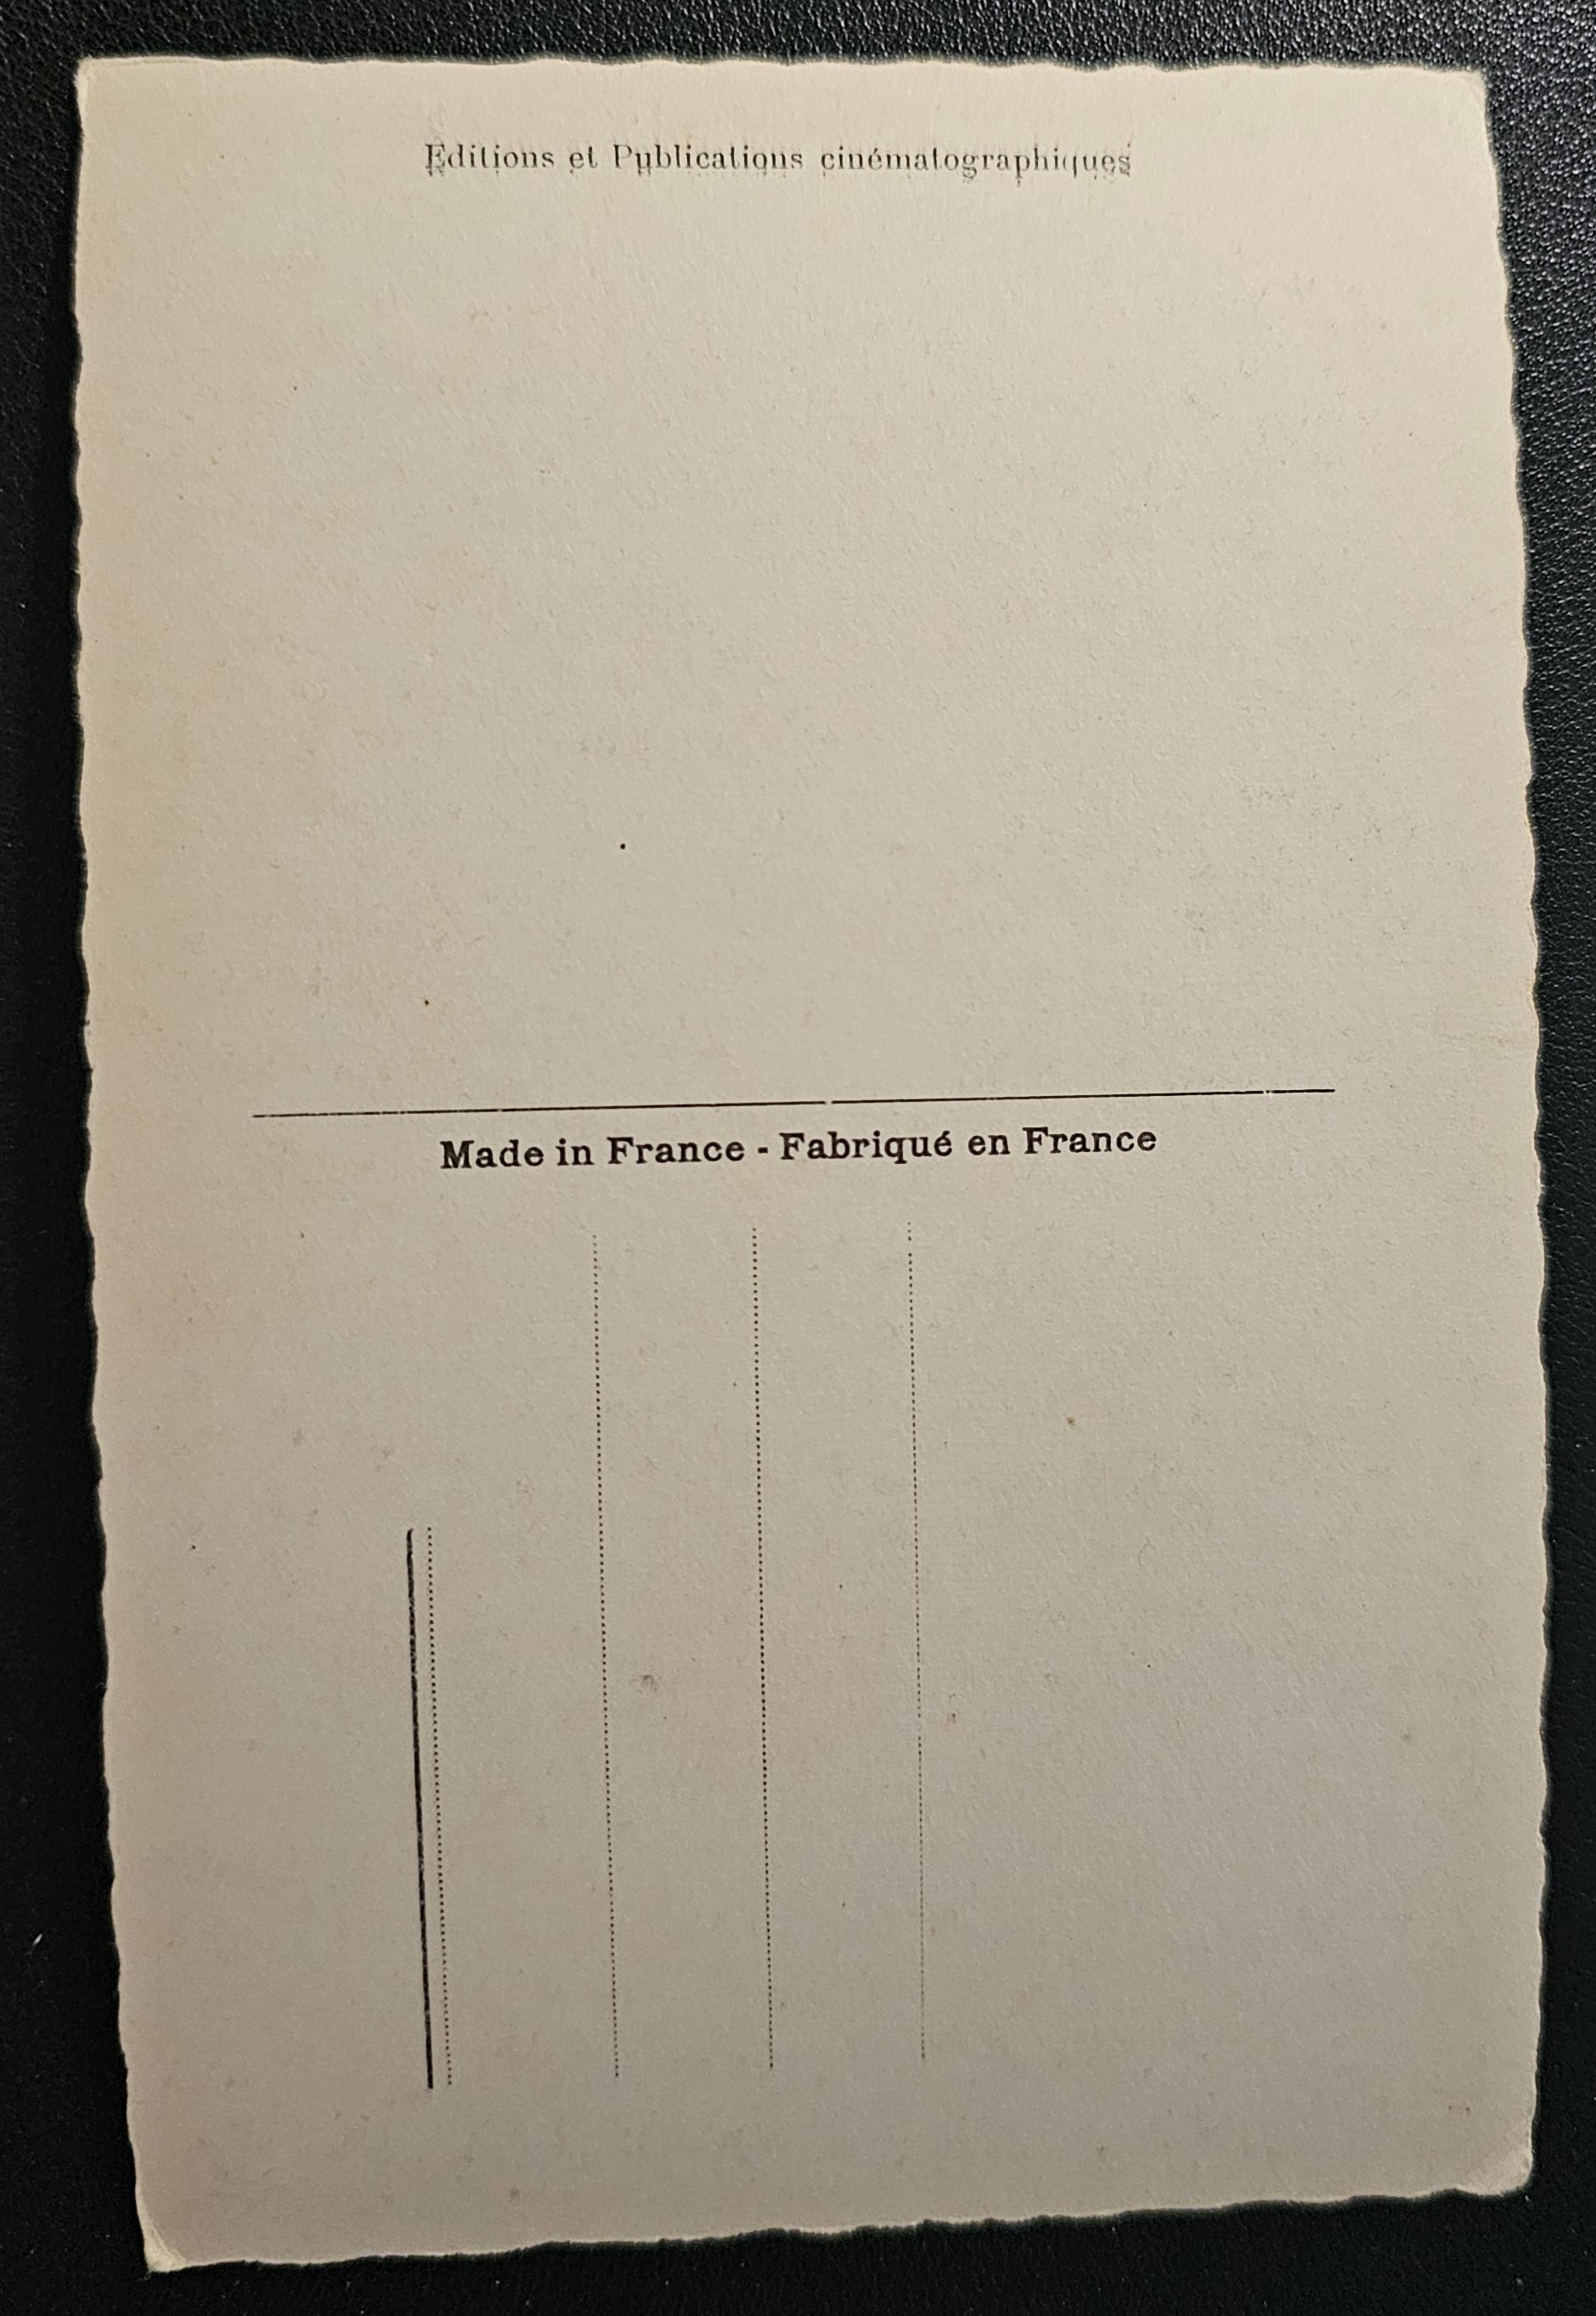 Editions et Publications cinématographiques
Made in France - Fabriqué en France